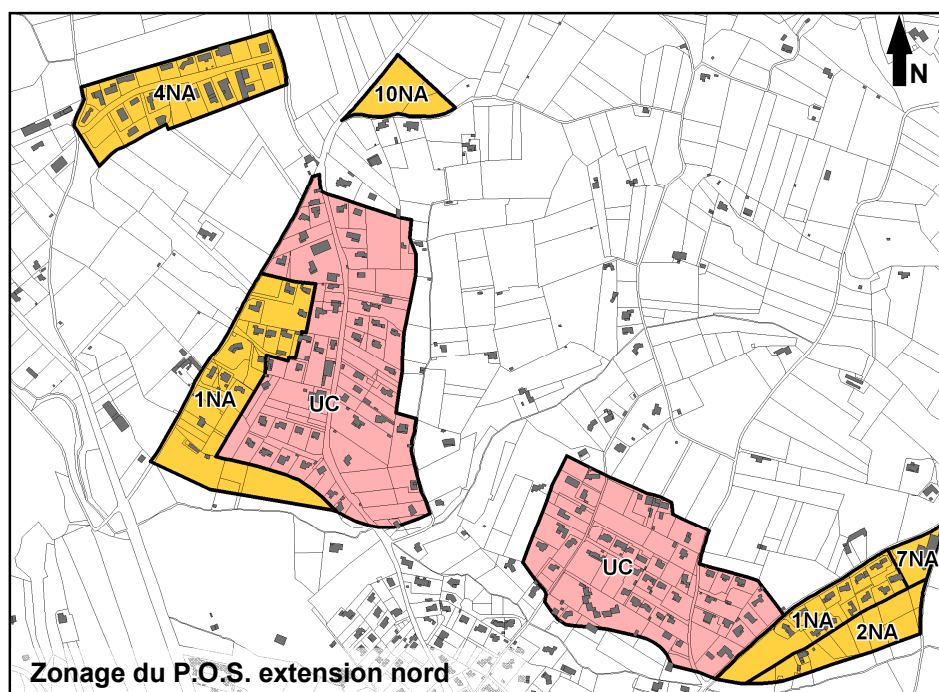 N
4NA
10NA
1NA
UC
UC
7NA
1NA
2NA
Zonage du P.O.S. extension nord